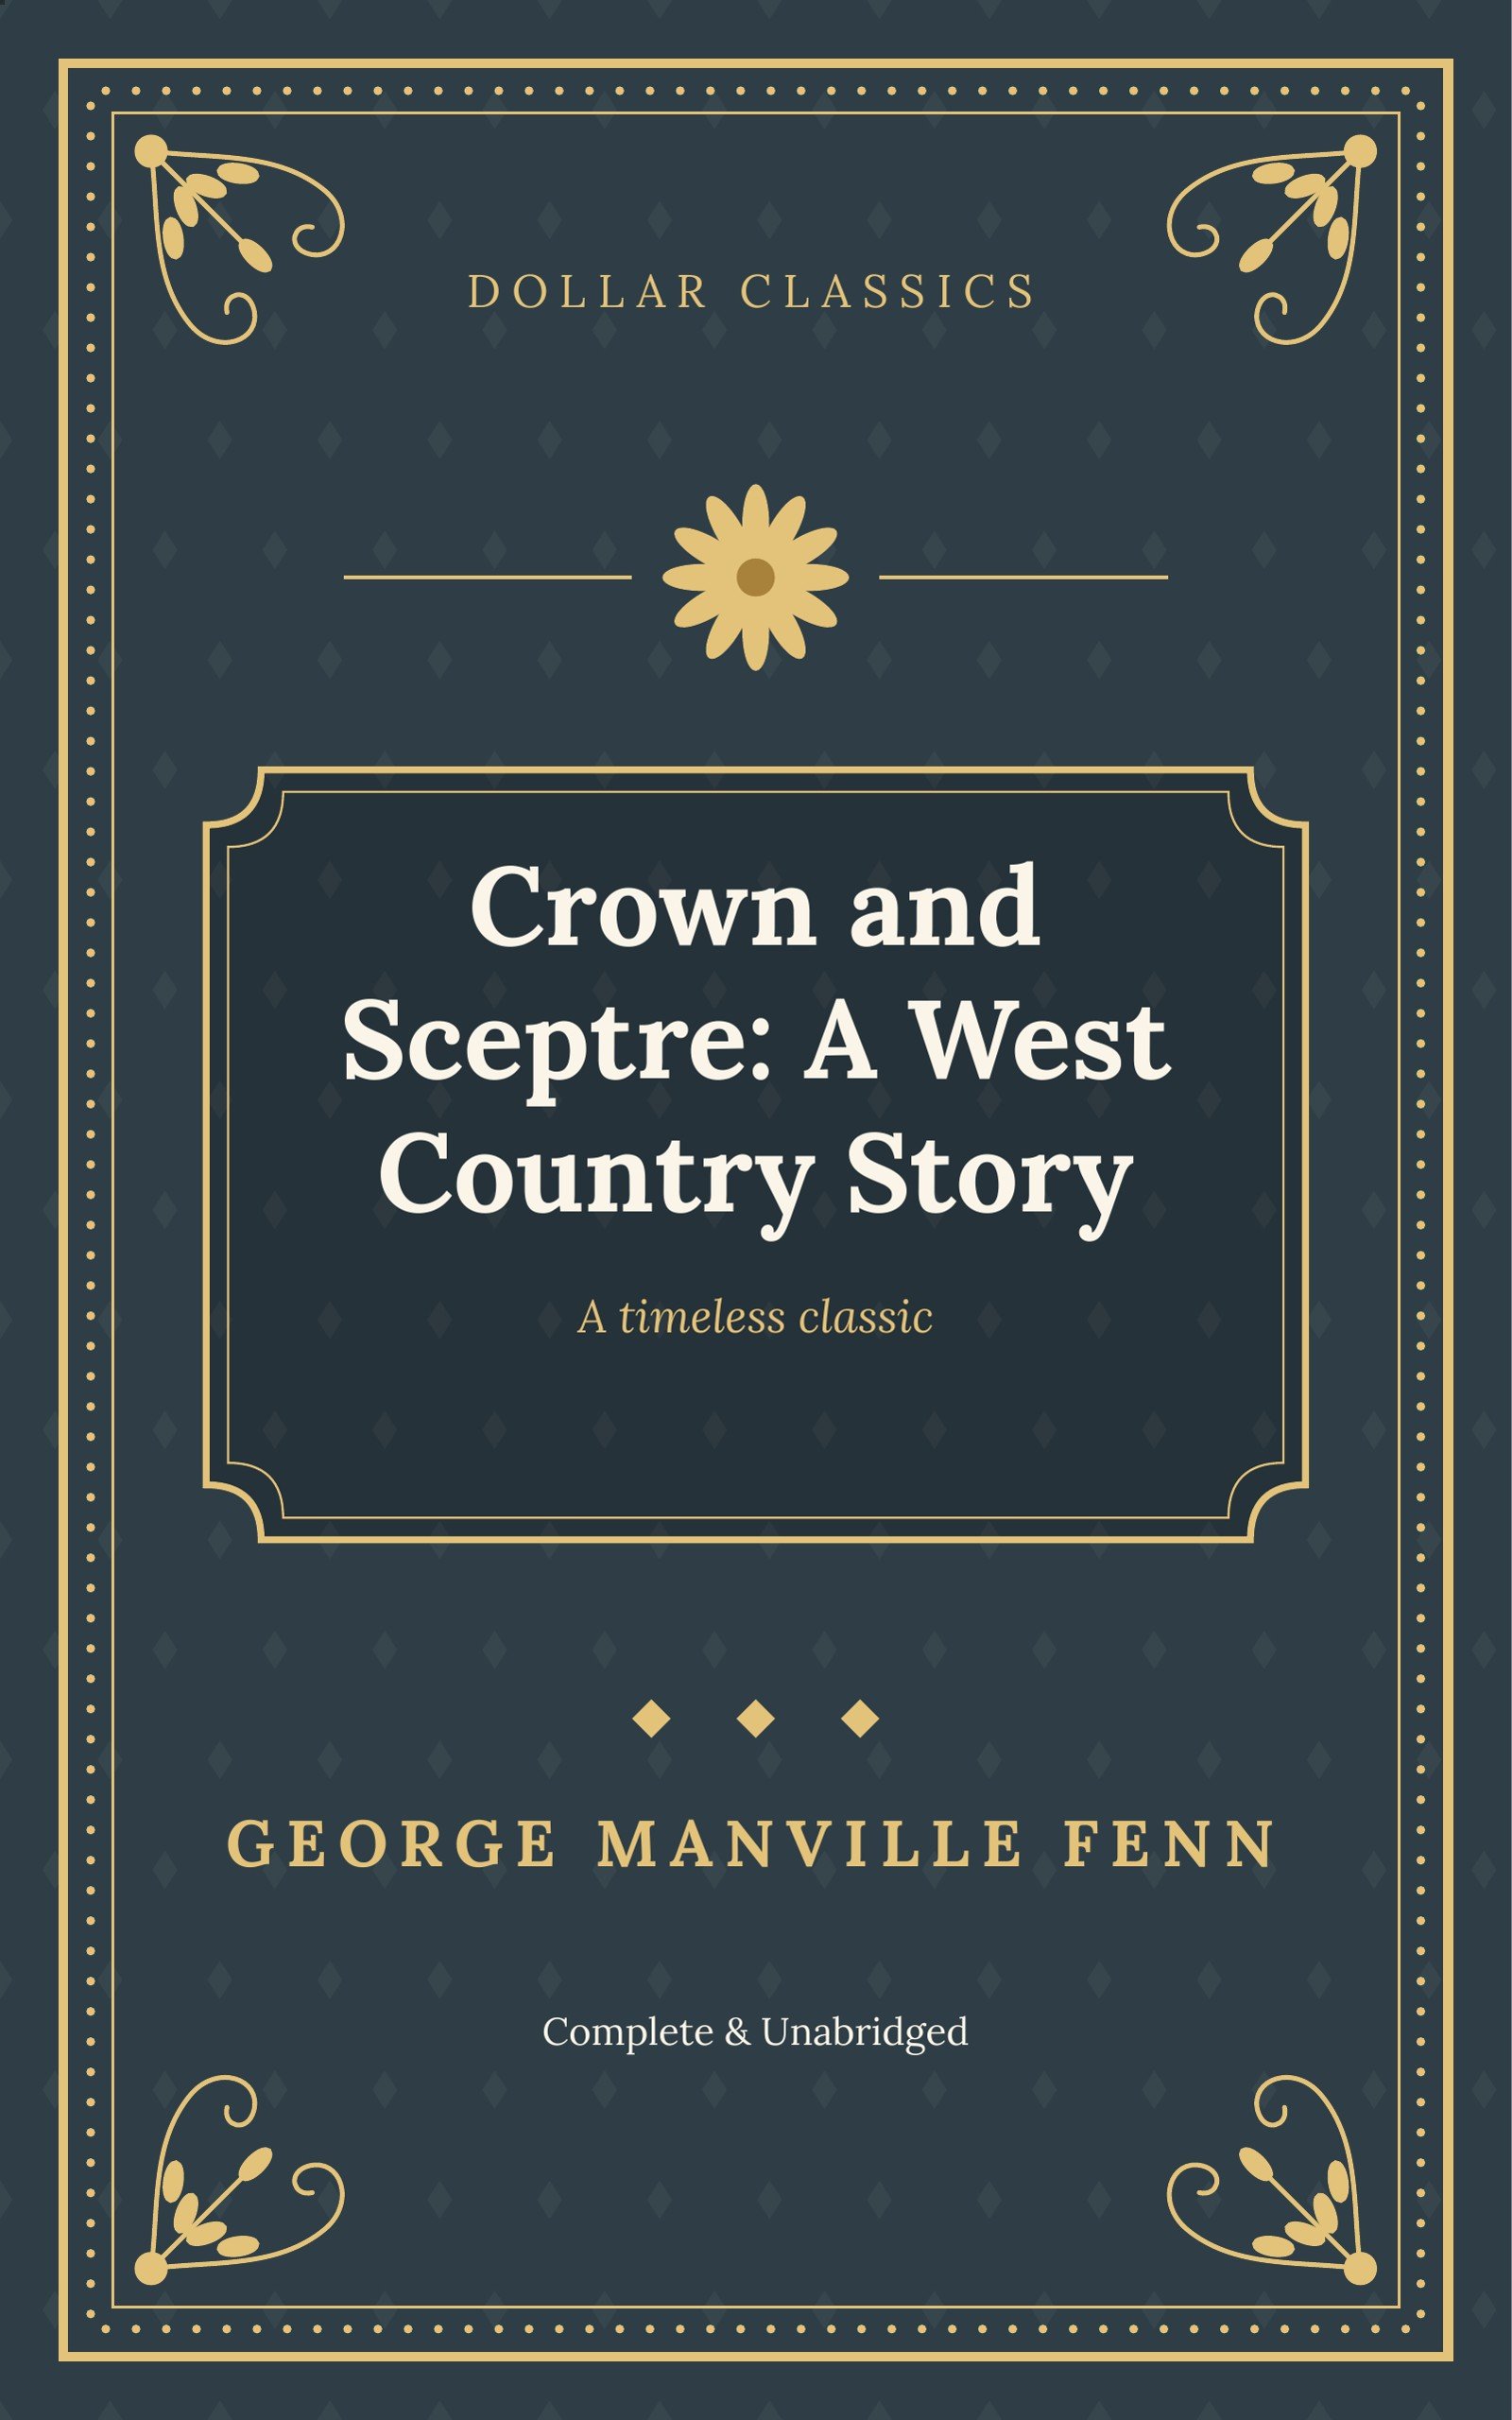 DOLLAR CLASSICS
Crown and
Sceptre: A West
Country Story
A timeless classic
GEORGE MANVILLE FENN
Complete & Unabridged